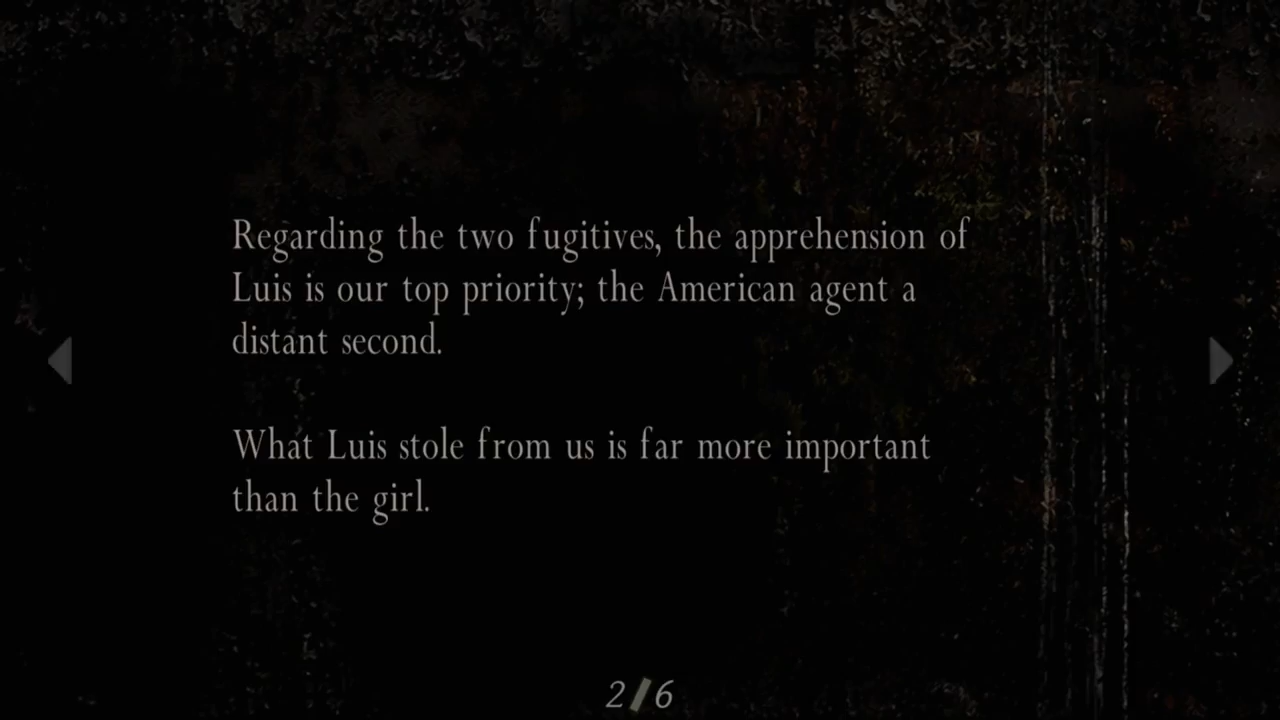 Regarding the two fugitives, the apprehension of
Luis is our top priority; the American agent a
distant second.
What Luis stole from us is far more important
than the girl.
2/6